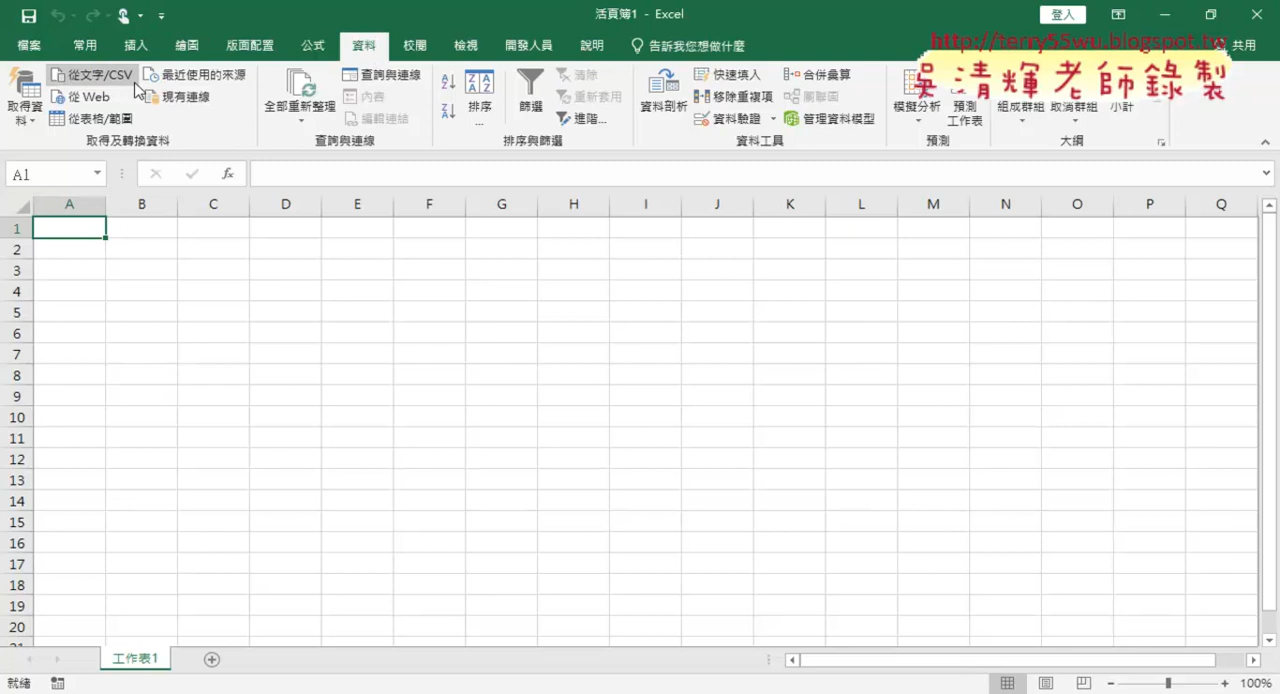 活頁簿1 - Excel
登入
http://terry55wu.blogspot.tw
吳清輝老師錄製
檔案 常用 插入 繪圖 版面配置 公式 資料 校閱 檢視 開發人員 說明 告訴我您想做什麼 共用
取得資料
從文字/CSV
從 Web
從表格/範圍
最近使用的來源
現有連線
取得及轉換資料
全部重新整理
查詢與連線
內容
編輯連結
查詢與連線
排序...
篩選
清除
重新套用
進階...
排序與篩選
資料剖析
快速填入
移除重複項
資料驗證
合併彙算
關聯圖
管理資料模型
資料工具
模擬分析
預測工作表
預測
組成群組 取消群組 小計
大綱
A1
fx
A B C D E F G H I J K L M N O P Q
1
2
3
4
5
6
7
8
9
10
11
12
13
14
15
16
17
18
19
20
21
工作表1
就緒
100%